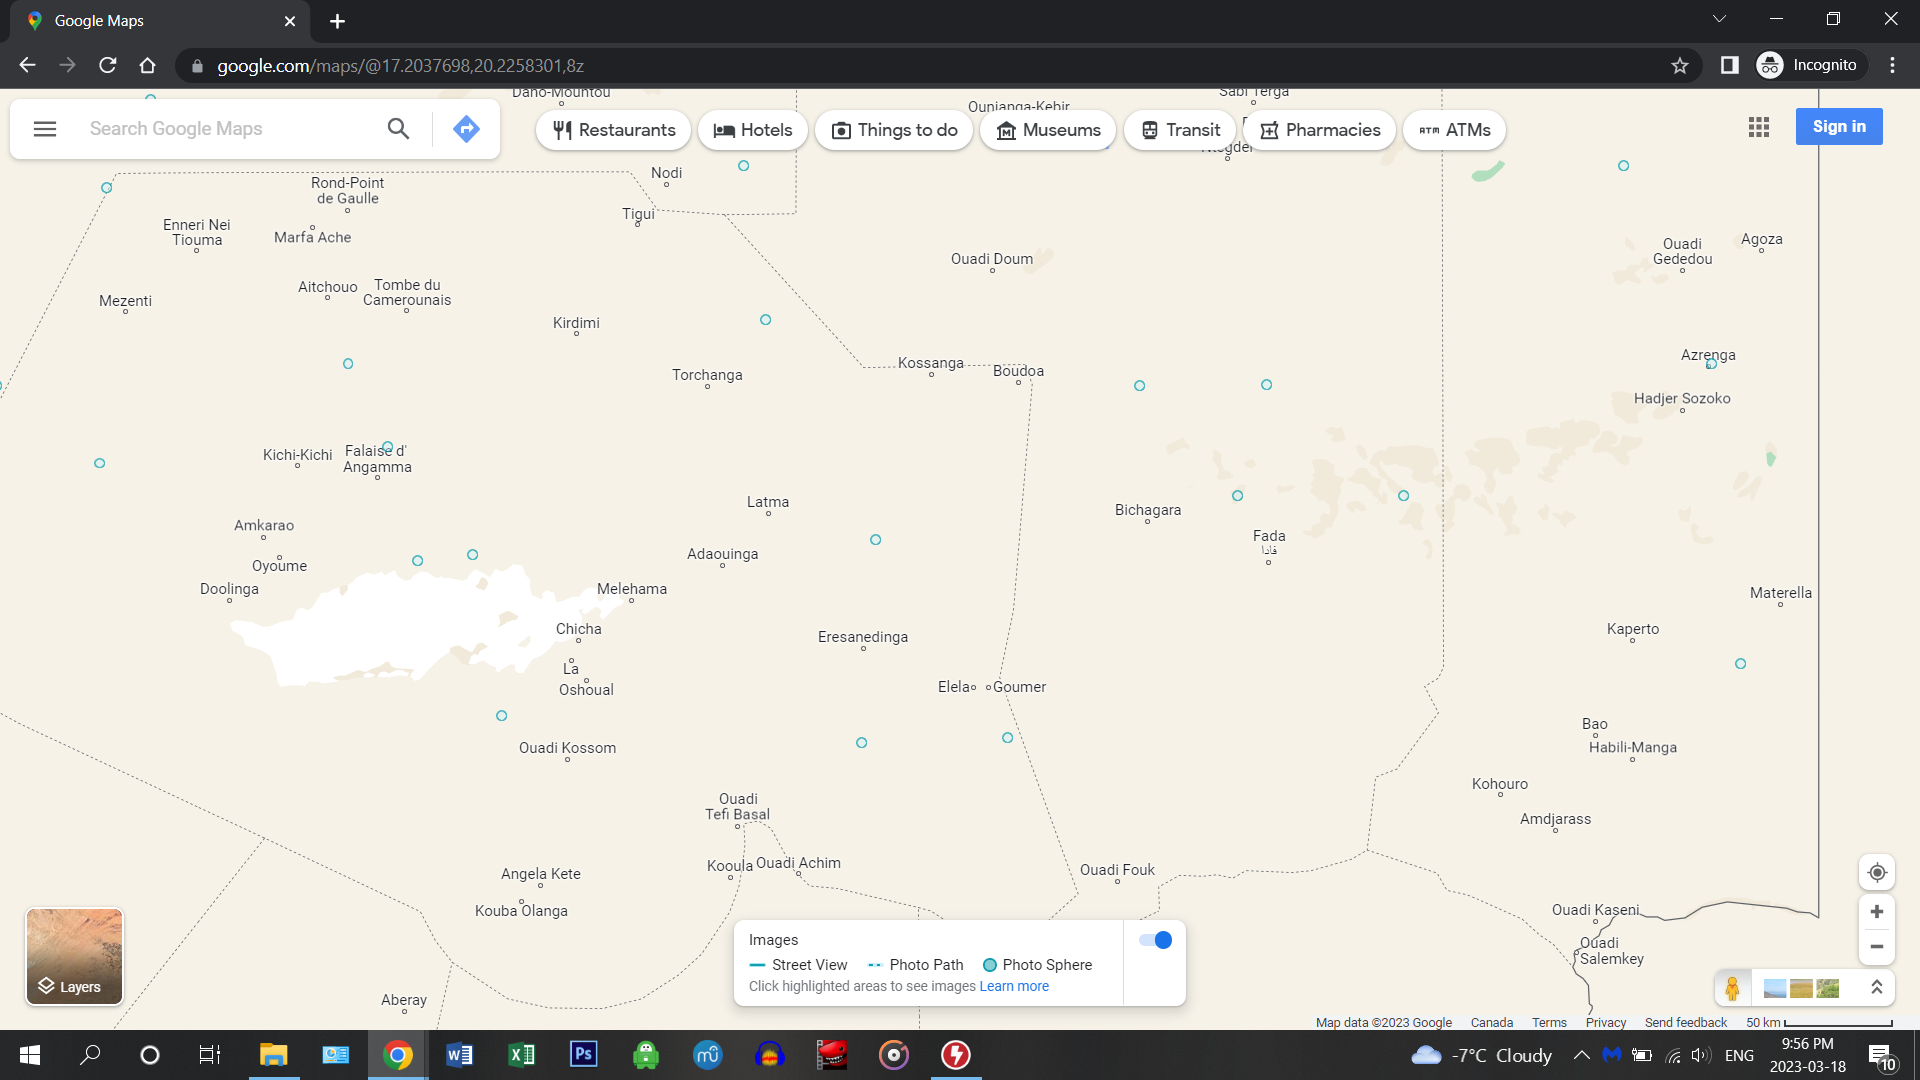 Google Maps
google.com/maps/@17.2037698,20.2258301,8z
Incognito
Dano-Mountou
Ounianga-Kebir
Sabi Terga
Search Google Maps
Restaurants
Hotels
Things to do
Museums
Transit
Pharmacies
ATM ATMs
Sign in
Ntegder
Nodi
Rond-Point
de Gaulle
Tigui
Enneri Nei
Tiouma
Marfa Ache
Ouadi Doum
Ouadi
Gededou
Agoza
Mezenti
Aitchouo
Tombe du
Camerounais
Kirdimi
Torchanga
Kossanga
Boudoa
Azrenga
Hadjer Sozoko
Kichi-Kichi
Falaise d'
Angamma
Latma
Bichagara
Amkarao
Fada
فادا
Adaouinga
Oyoume
Doolinga
Melehama
Materella
Chicha
Eresanedinga
Kaperto
La
Oshoual
Elela
Goumer
Bao
Habili-Manga
Ouadi Kossom
Kohouro
Ouadi
Tefi Basal
Amdjarass
Angela Kete
Kooula
Ouadi Achim
Ouadi Fouk
Kouba Olanga
Ouadi Kaseni
Ouadi
Salemkey
Aberay
Layers
Images
Street View
Photo Path
Photo Sphere
Click highlighted areas to see images Learn more
Map data ©2023 Google
Canada
Terms
Privacy
Send feedback
50 km
W
X
Ps
mu
-7°C Cloudy
ENG
9:56 PM
2023-03-18
10